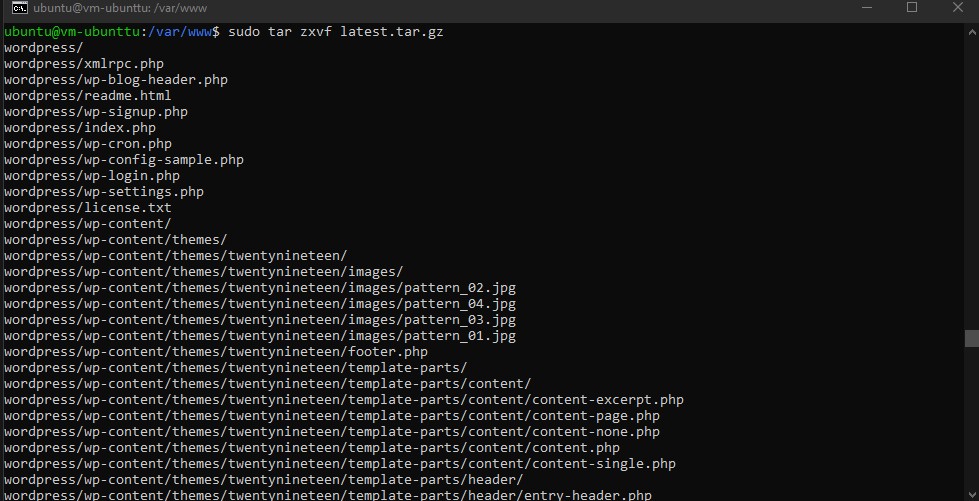 ubuntu@vm-ubunttu: /var/www
ubuntu@vm-ubunttu:/var/www$ sudo tar zxvf latest.tar.gz
wordpress/
wordpress/xmlrpc.php
wordpress/wp-blog-header.php
wordpress/readme.html
wordpress/wp-signup.php
wordpress/index.php
wordpress/wp-cron.php
wordpress/wp-config-sample.php
wordpress/wp-login.php
wordpress/wp-settings.php
wordpress/license.txt
wordpress/wp-content/
wordpress/wp-content/themes/
wordpress/wp-content/themes/twentynineteen/
wordpress/wp-content/themes/twentynineteen/images/
wordpress/wp-content/themes/twentynineteen/images/pattern_02.jpg
wordpress/wp-content/themes/twentynineteen/images/pattern_04.jpg
wordpress/wp-content/themes/twentynineteen/images/pattern_03.jpg
wordpress/wp-content/themes/twentynineteen/images/pattern_01.jpg
wordpress/wp-content/themes/twentynineteen/footer.php
wordpress/wp-content/themes/twentynineteen/template-parts/
wordpress/wp-content/themes/twentynineteen/template-parts/content/
wordpress/wp-content/themes/twentynineteen/template-parts/content/content-excerpt.php
wordpress/wp-content/themes/twentynineteen/template-parts/content/content-page.php
wordpress/wp-content/themes/twentynineteen/template-parts/content/content-none.php
wordpress/wp-content/themes/twentynineteen/template-parts/content/content.php
wordpress/wp-content/themes/twentynineteen/template-parts/content/content-single.php
wordpress/wp-content/themes/twentynineteen/template-parts/header/
wordpress/wp-content/themes/twentynineteen/template-parts/header/entry-header.php